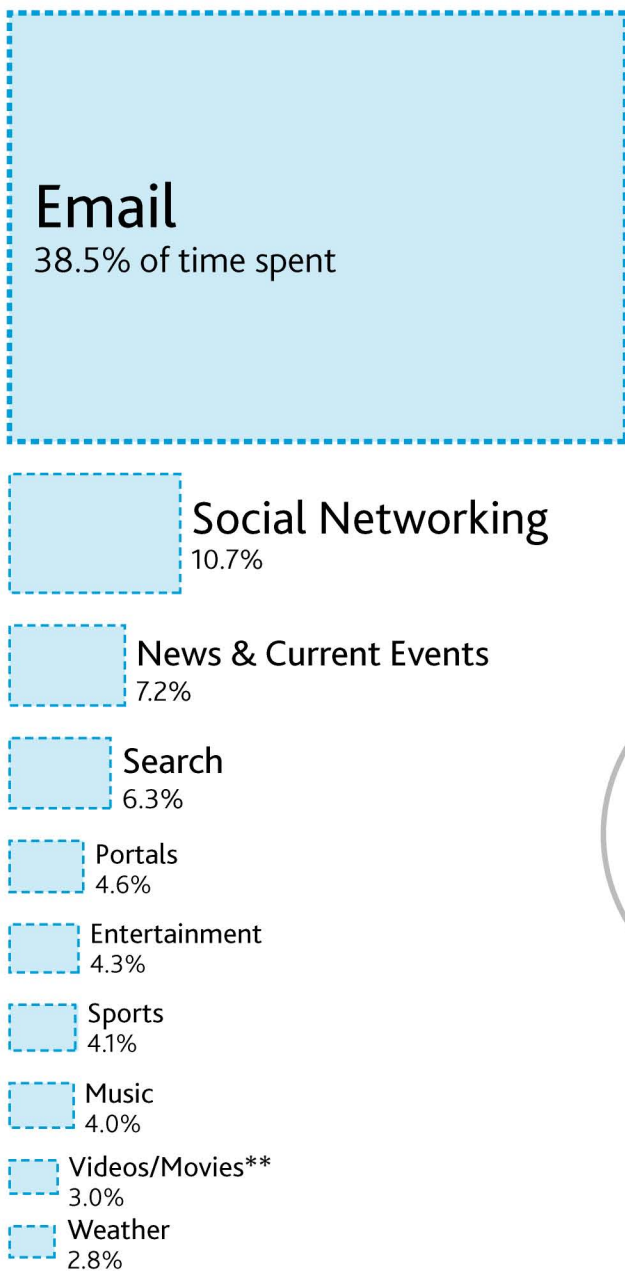 Email
38.5% of time spent
Social Networking
10.7%
News & Current Events
7.2%
Search
6.3%
Portals
4.6%
Entertainment
4.3%
Sports
4.1%
Music
4.0%
Videos/Movies**
3.0%
Weather
2.8%